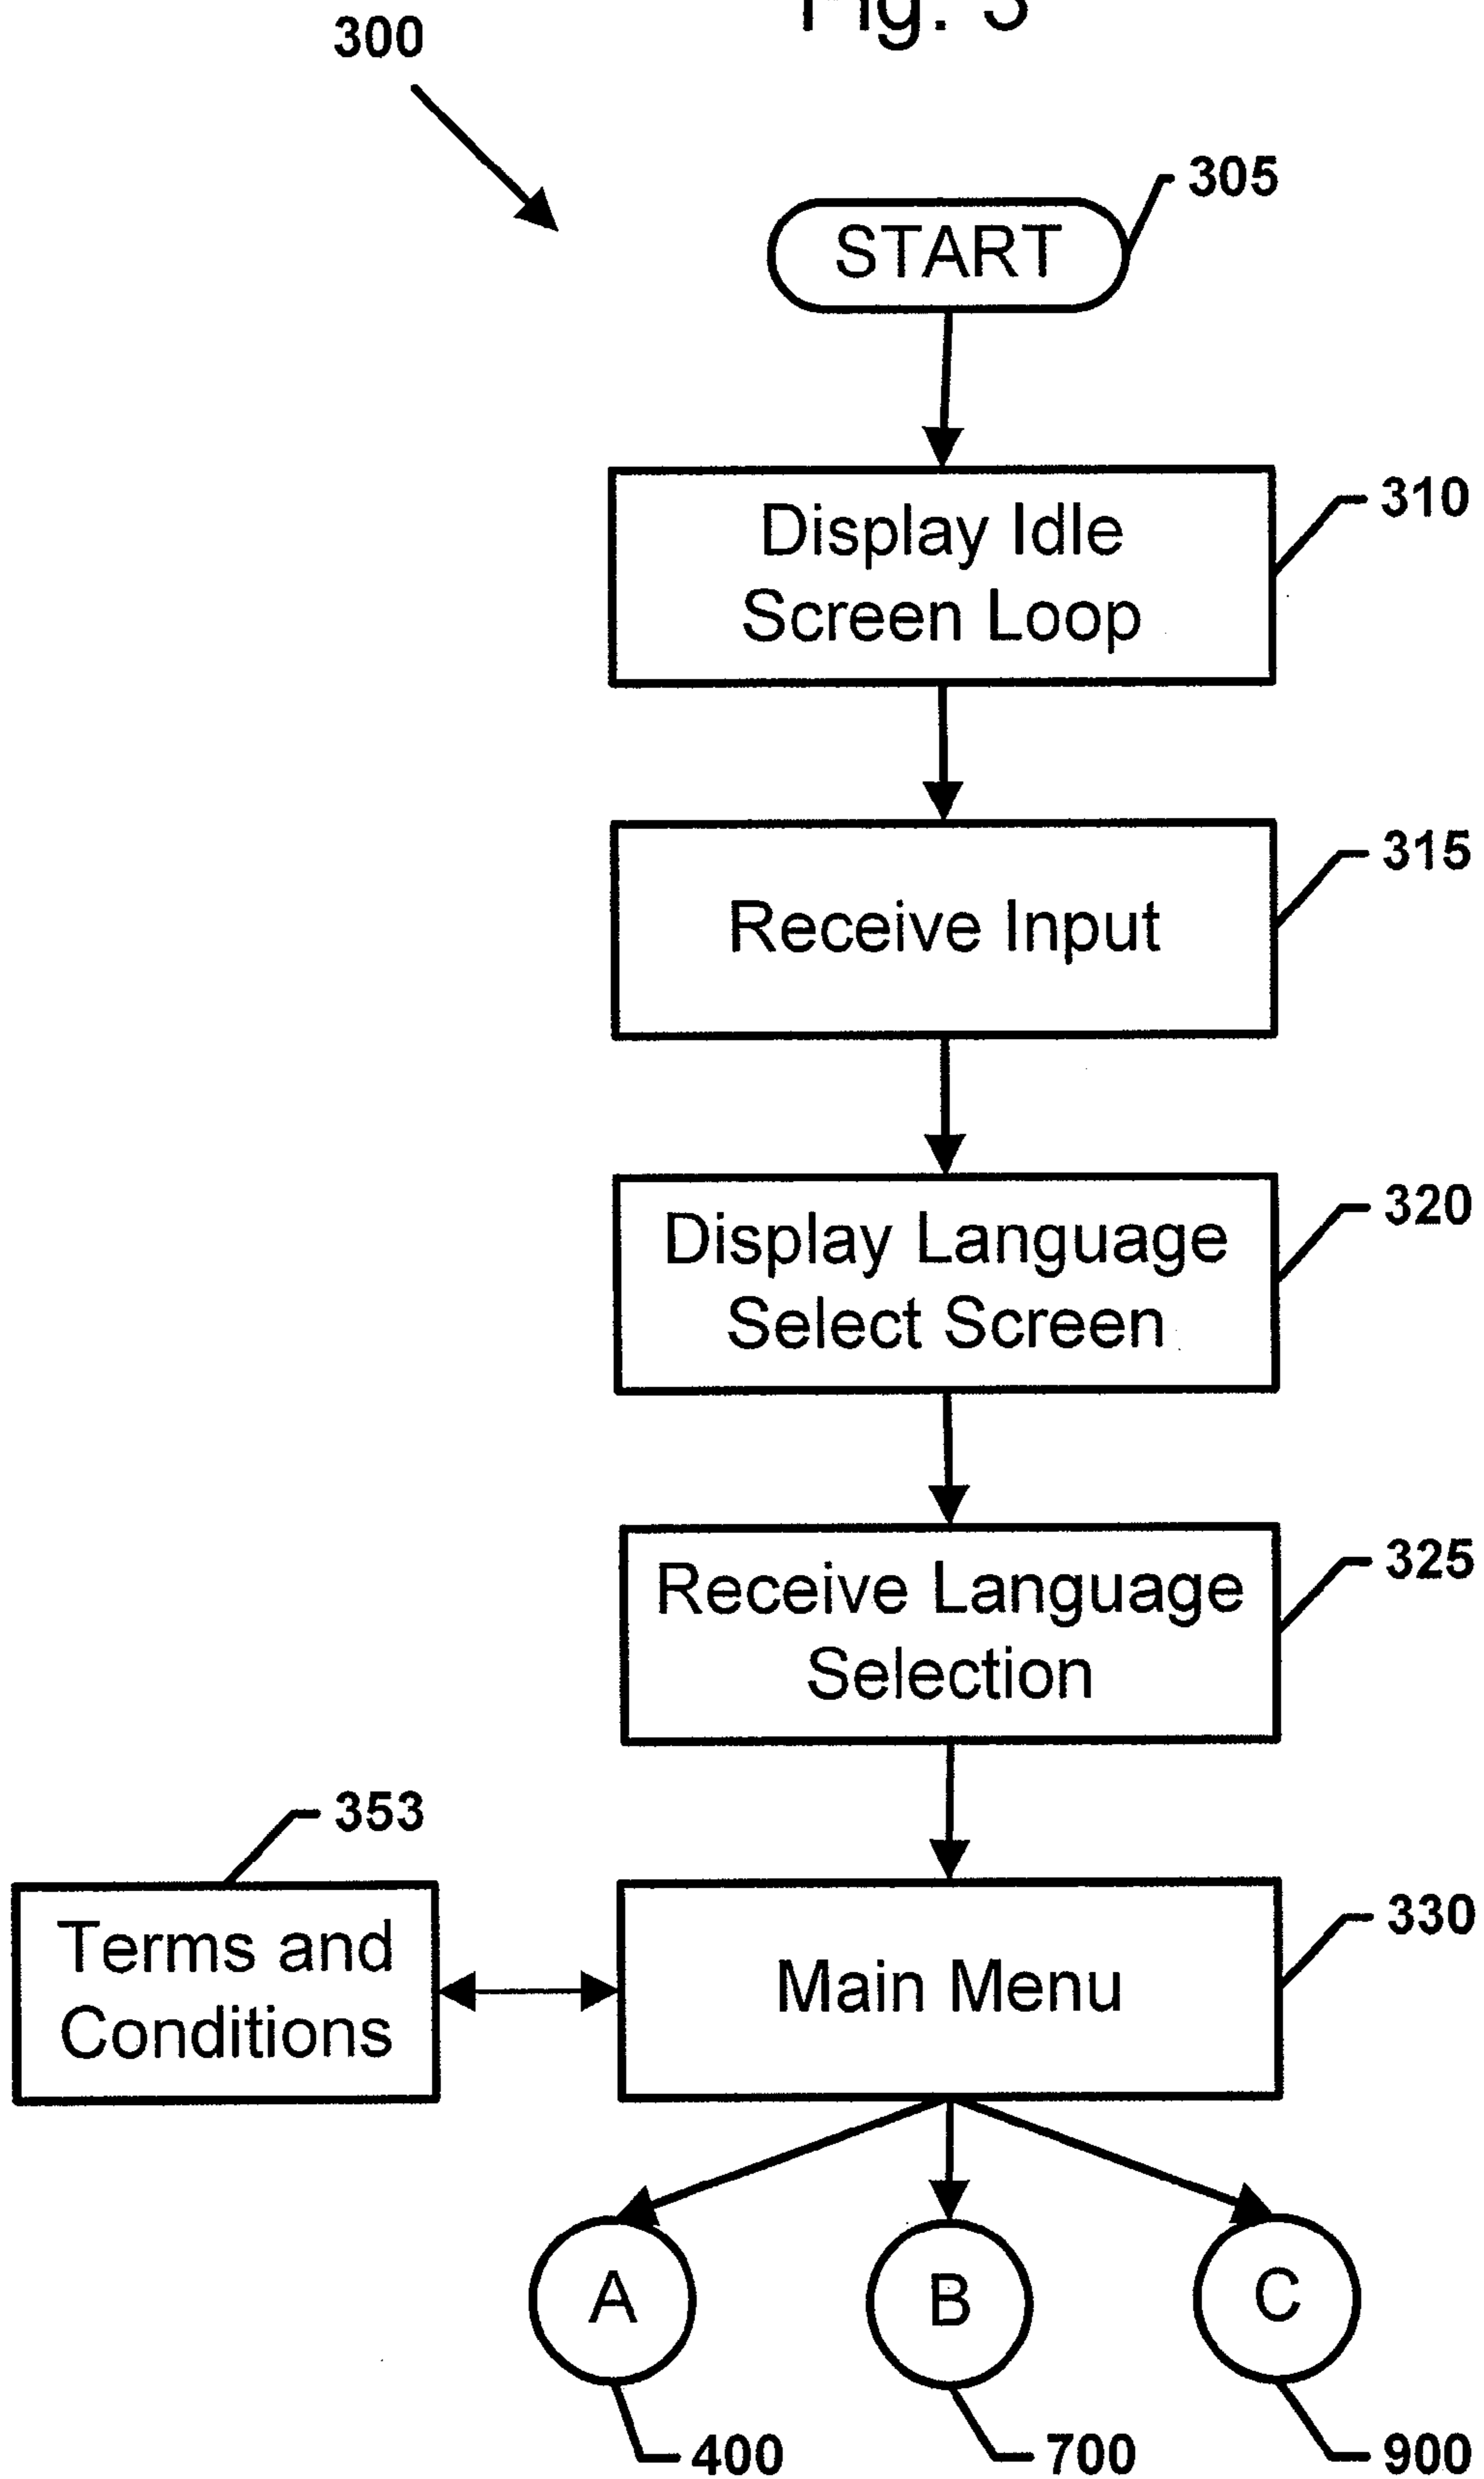 Fig. 3
300
305
START
310
Display Idle
Screen Loop
315
Receive Input
320
Display Language
Select Screen
325
Receive Language
Selection
353
330
Terms and
Conditions
Main Menu
A
B
C
400
700
900